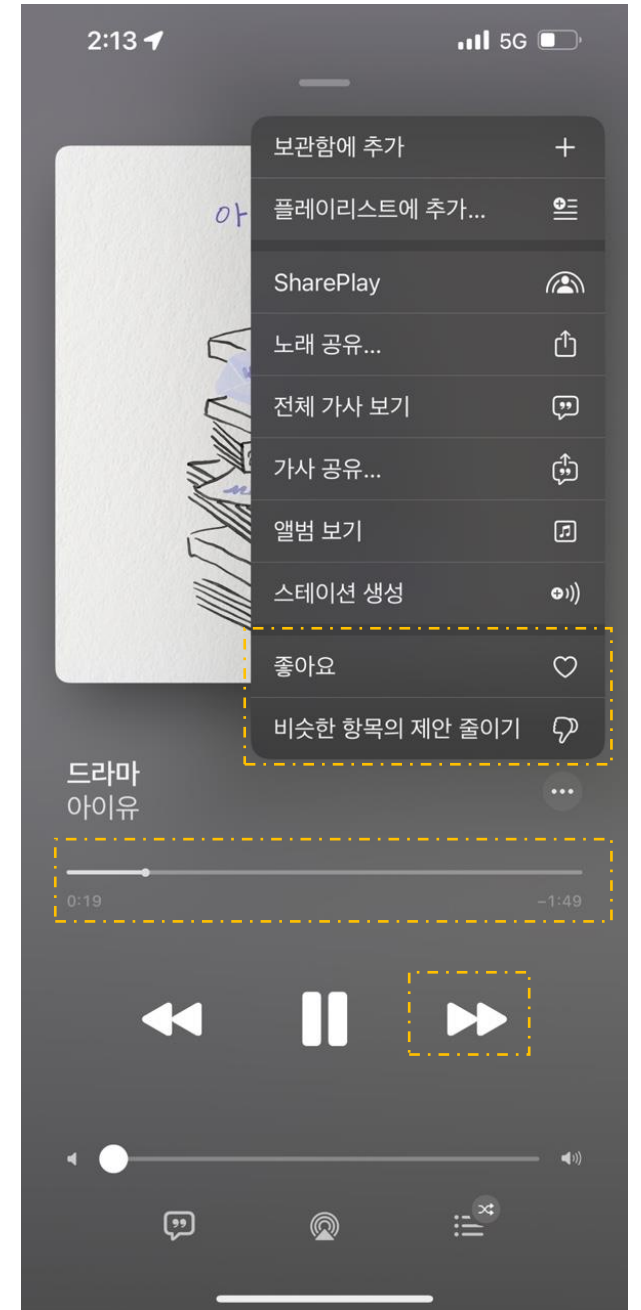 2:13
5G
보관함에 추가
플레이리스트에 추가...
아
SharePlay
노래 공유...
전체 가사 보기
가사 공유...
앨범 보기
스테이션 생성
좋아요
비슷한 항목의 제안 줄이기
드라마
아이유
0:19
-1:49